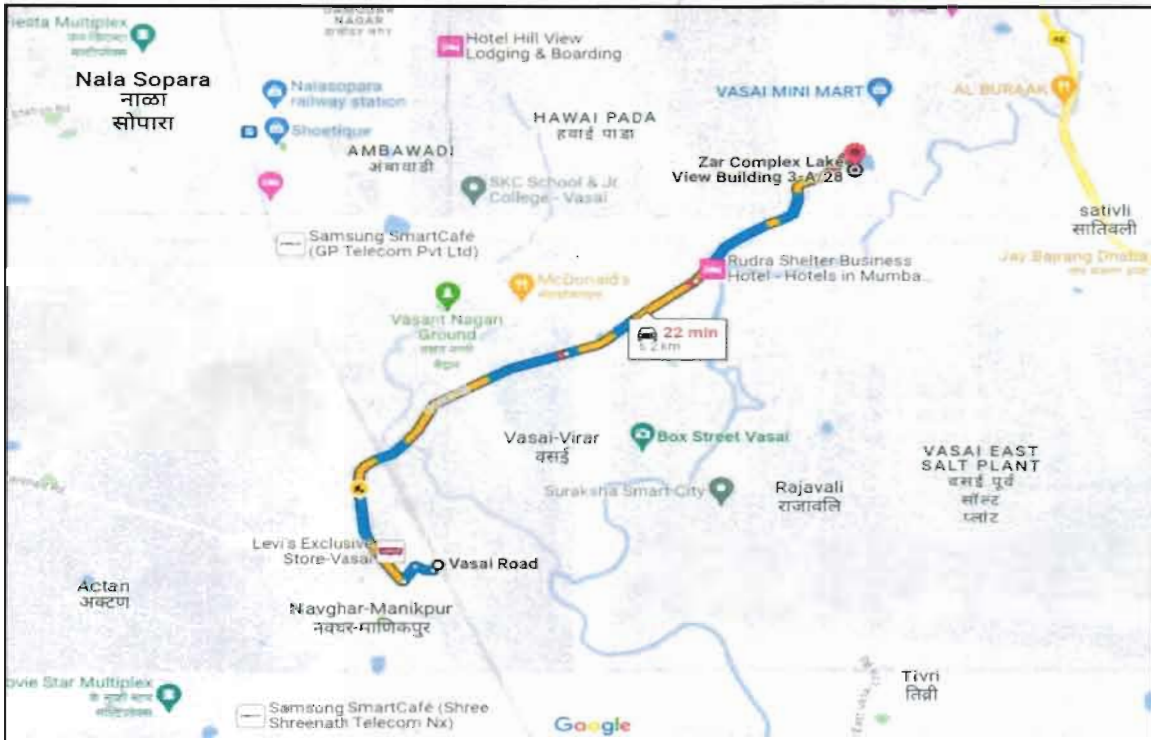 Multiplex
DAMODAR
NAGAR
Hotel Hill View
Lodging & Boarding
Nala Sopara
नाळा
सोपारा
Nalasopara
railway station
Shoetique
VASAI MINI MART
AL BURAAK
HAWAI PADA
हवाई पाडा
AMBAWADI
अंबावाडी
Zar Complex Lake
View Building 3-A/28
SKC School & Jr.
College - Vasai
sativli
सातिवली
Samsung SmartCafé
(GP Telecom Pvt Ltd)
Rudra Shelter Business
Hotel - Hotels in Mumba...
Jay Bajrang Dhaba
McDonald's
Vasant Nagari
Ground
22 min
km
Vasai-Virar
वसई
Box Street Vasai
VASAI EAST
SALT PLANT
वसई पूर्व
सॉल्ट
प्लांट
Suraksha Smart City
Rajavali
राजावलि
Levi's Exclusive
Store-Vasai
Vasai Road
Actan
अक्टण
Navghar-Manikpur
नवघर-माणिकपुर
Tivri
तिव्री
ovie Star Multiplex
Samsung SmartCafé (Shree
Shreenath Telecom Nx)
Google